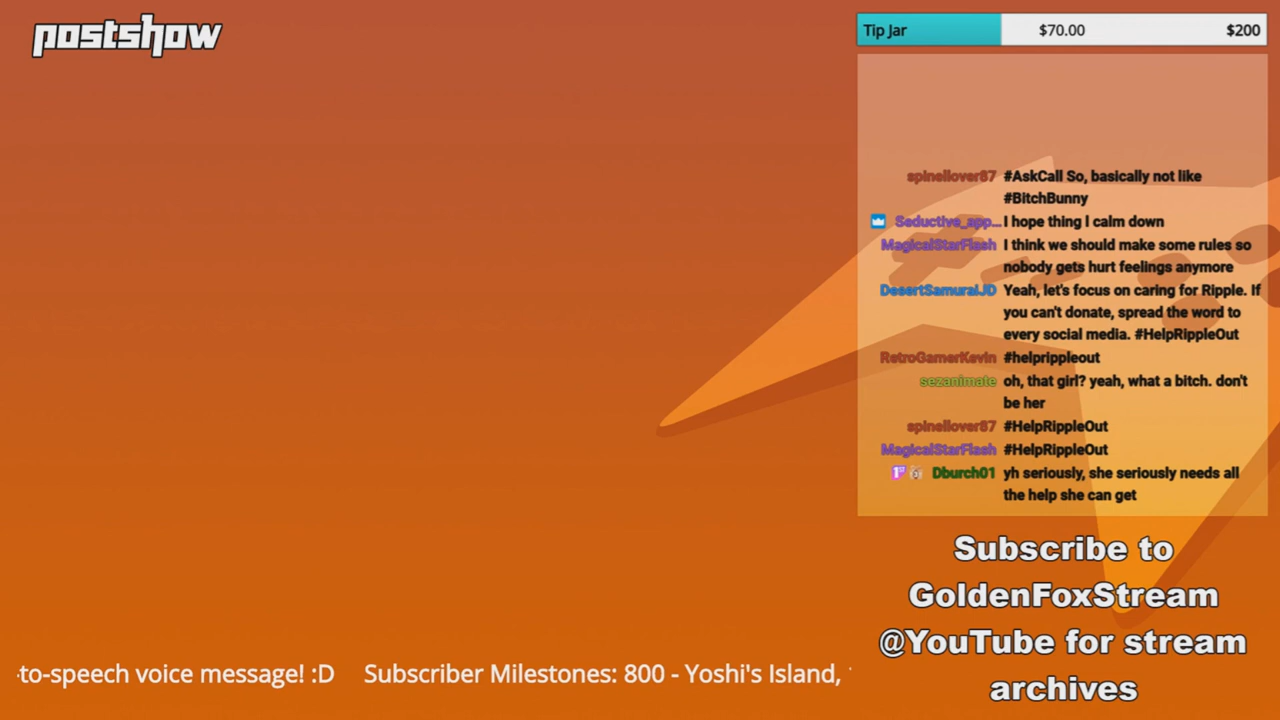 postshow
Tip Jar $70.00 $200
spinellover87 #AskCall So, basically not like
#BitchBunny
Seductive_app... I hope thing I calm down
MagicalStarFlash I think we should make some rules so
nobody gets hurt feelings anymore
DesertSamuraiJD Yeah, let's focus on caring for Ripple. If
you can't donate, spread the word to
every social media. #HelpRippleOut
RetroGamerKevin #helprippleout
sezanimate oh, that girl? yeah, what a bitch. don't
be her
spinellover87 #HelpRippleOut
MagicalStarFlash #HelpRippleOut
Dburch01 yh seriously, she seriously needs all
the help she can get
Subscribe to
GoldenFoxStream
@YouTube for stream
archives
-to-speech voice message! :D Subscriber Milestones: 800 - Yoshi's Island,